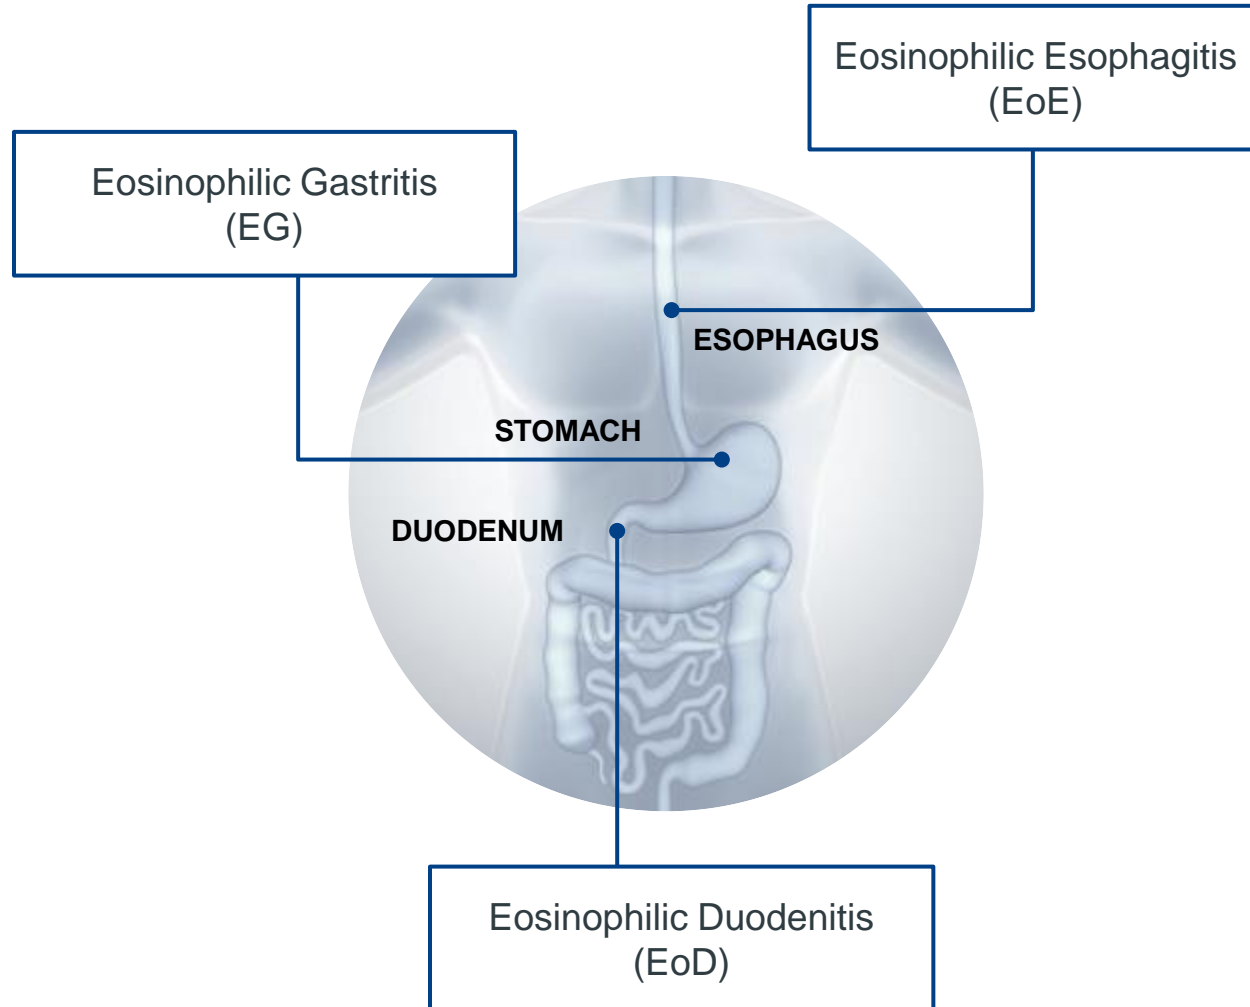 Eosinophilic Esophagitis
(EoE)
Eosinophilic Gastritis
(EG)
ESOPHAGUS
STOMACH
DUODENUM
Eosinophilic Duodenitis
(EoD)